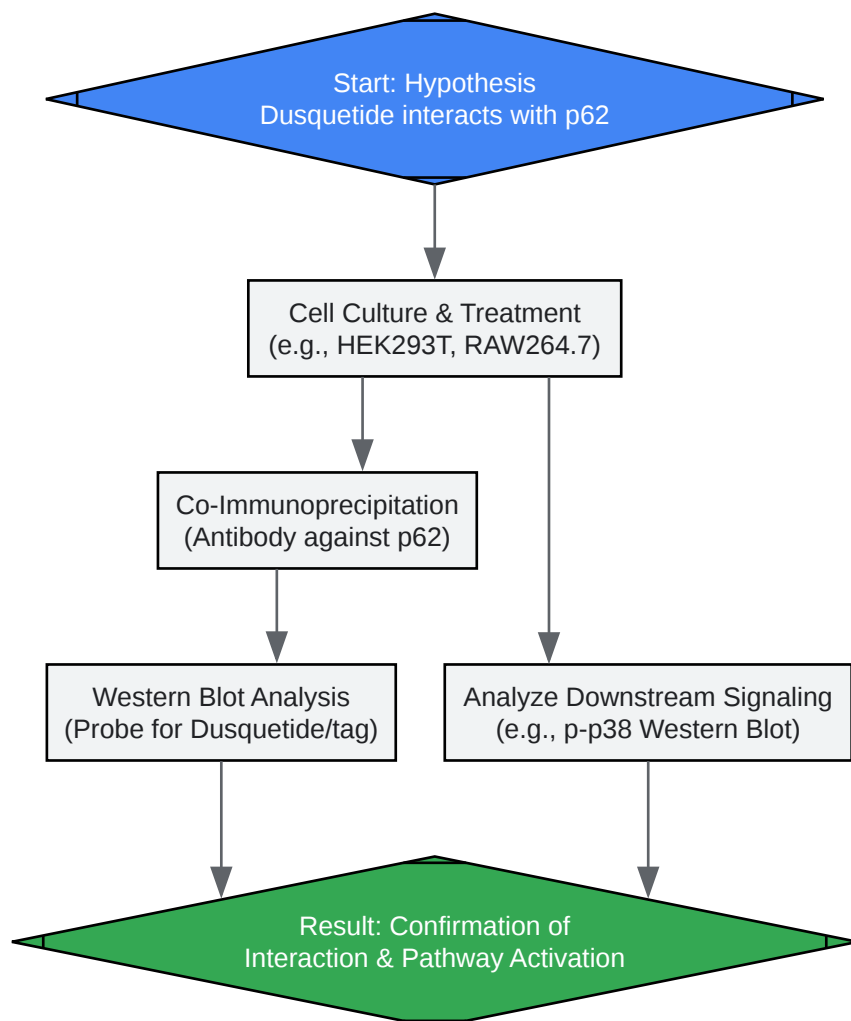 Start: Hypothesis
Dusquetide interacts with p62
Cell Culture & Treatment
(e.g., HEK293T, RAW264.7)
Co-Immunoprecipitation
(Antibody against p62)
Western Blot Analysis
(Probe for Dusquetide/tag)
Analyze Downstream Signaling
(e.g., p-p38 Western Blot)
Result: Confirmation of
Interaction & Pathway Activation